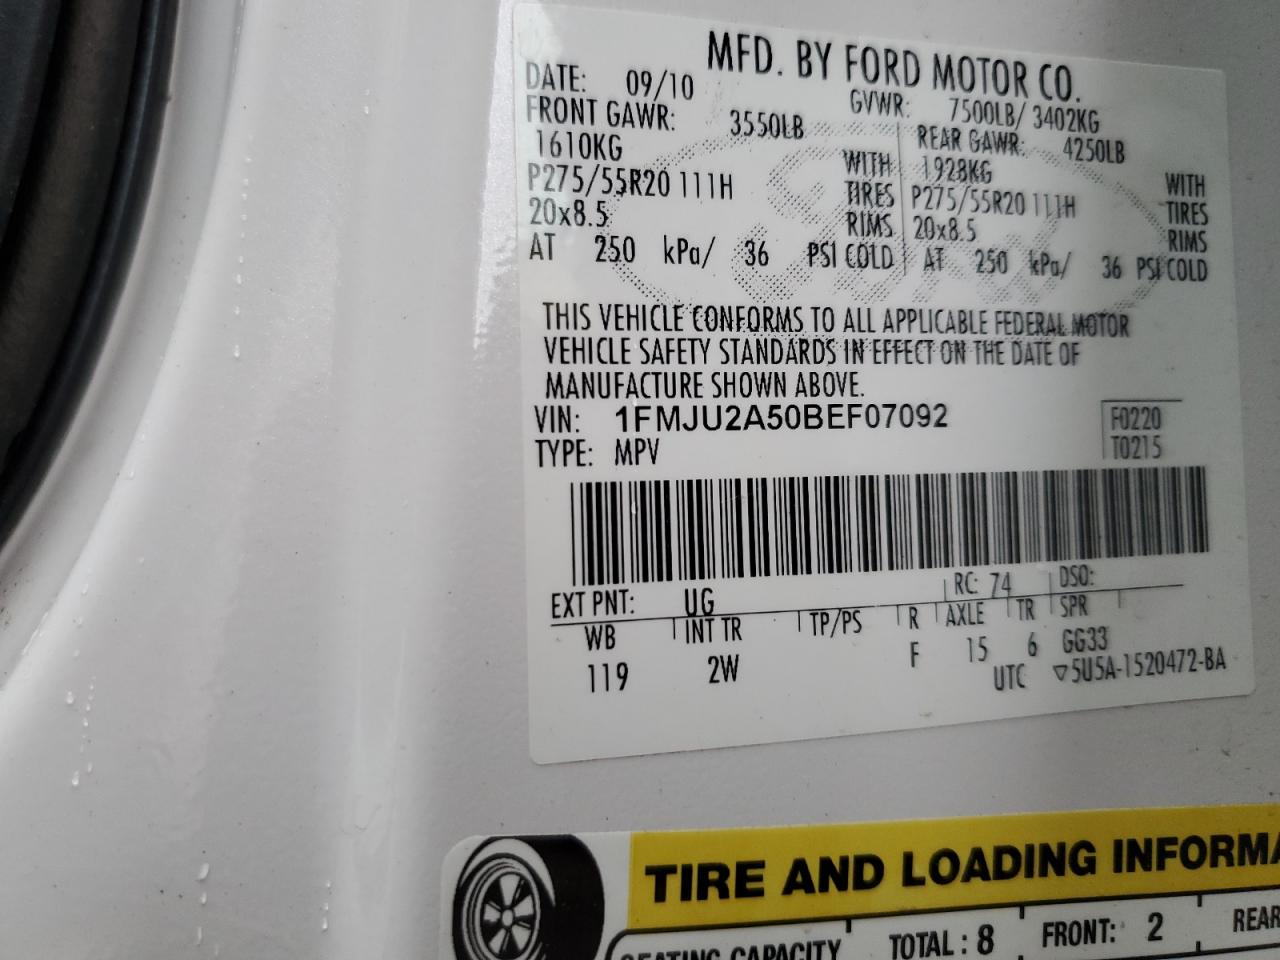 MFD. BY FORD MOTOR CO.
DATE: 09/10 GVWR: 7500LB/ 3402KG
FRONT GAWR: 3550LB REAR GAWR: 4250LB
1610KG WITH 1928KG WITH
P275/55R20 111H TIRES P275/55R20 111H TIRES
20x8.5 RIMS 20x8.5 RIMS
AT 250 kPa/ 36 PSI COLD AT 250 kPa/ 36 PSI COLD
THIS VEHICLE CONFORMS TO ALL APPLICABLE FEDERAL MOTOR
VEHICLE SAFETY STANDARDS IN EFFECT ON THE DATE OF
MANUFACTURE SHOWN ABOVE.
VIN: 1FMJU2A50BEF07092 F0220
TYPE: MPV T0215
EXT PNT: UG RC: 74 DSO:
WB INT TR TP/PS R AXLE TR SPR
119 2W F 15 6 GG33
UTC ▽5U5A-1520472-BA
TIRE AND LOADING INFORMA
SEATING CAPACITY TOTAL : 8 FRONT: 2 REAR